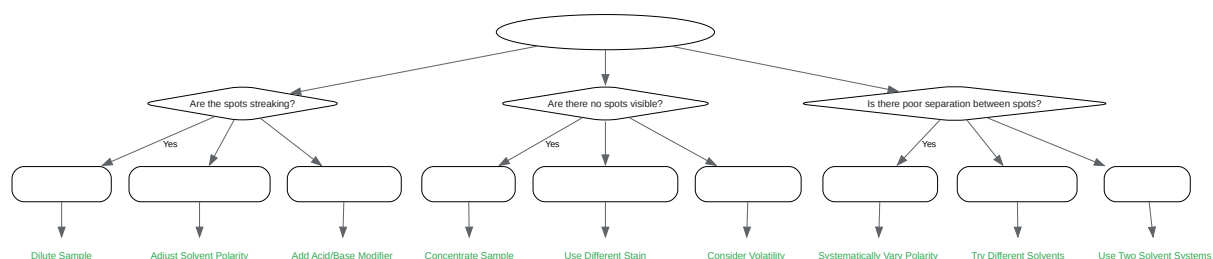 Are the spots streaking?
Are there no spots visible?
Is there poor separation between spots?
Yes
Yes
Yes
Dilute Sample
Adjust Solvent Polarity
Add Acid/Base Modifier
Concentrate Sample
Use Different Stain
Consider Volatility
Systematically Vary Polarity
Try Different Solvents
Use Two Solvent Systems